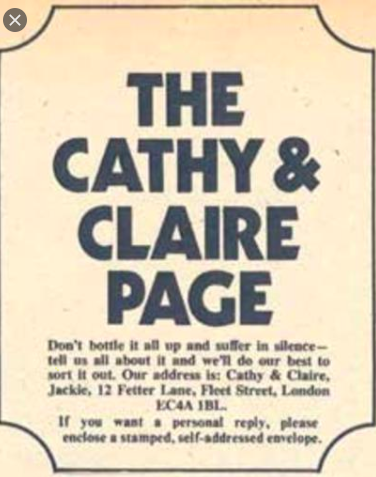 THE
CATHY &
CLAIRE
PAGE
Don't bottle it all up and suffer in silence—
tell us all about it and we'll do our best to
sort it out. Our address is: Cathy & Claire,
Jackie, 12 Fetter Lane, Fleet Street, London
EC4A 1BL.
If you want a personal reply, please
enclose a stamped, self-addressed envelope.